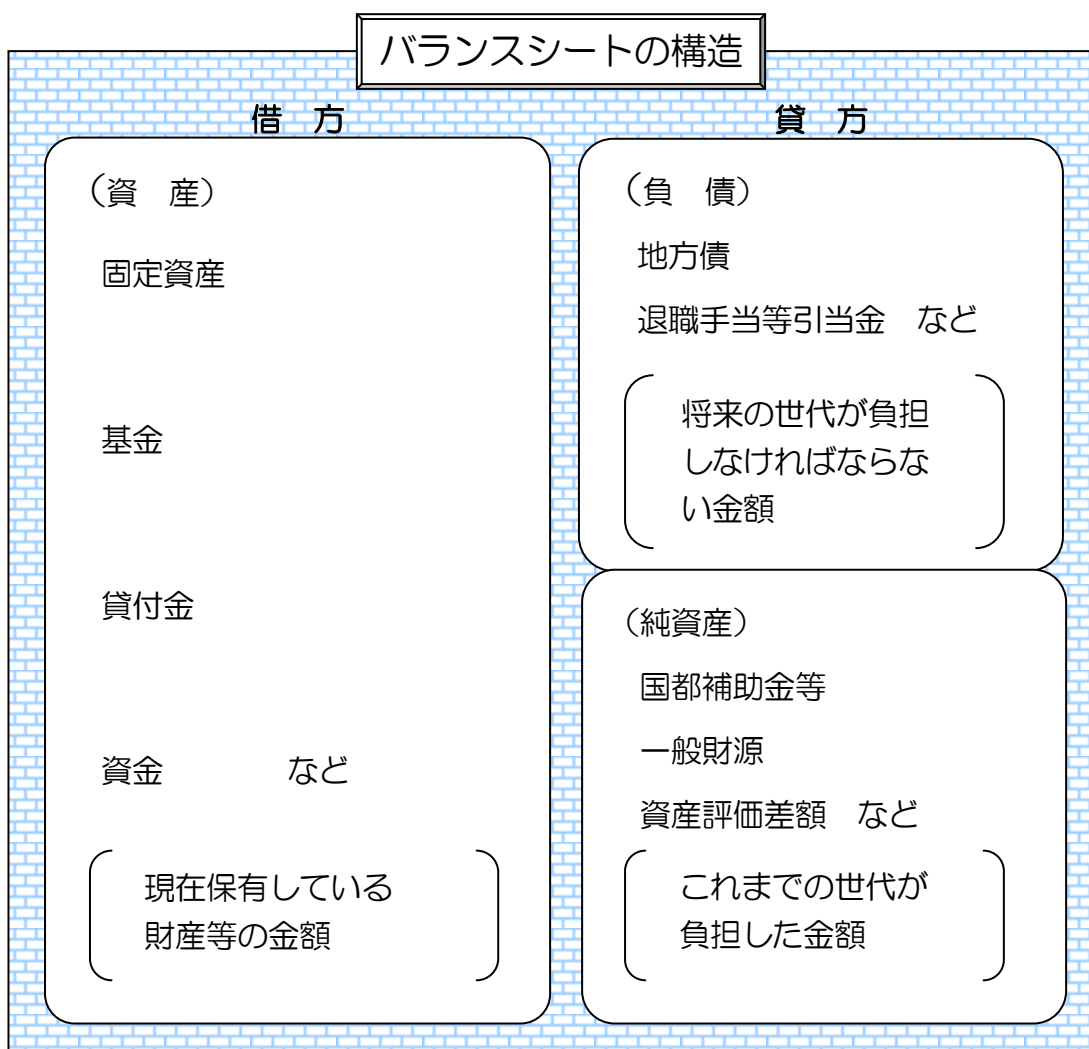 バランスシートの構造
借　方
（資　産）
固定資産
基金
貸付金
資金　　　　など
現在保有している
財産等の金額
貸　方
（負　債）
地方債
退職手当等引当金　など
将来の世代が負担
しなければならな
い金額
（純資産）
国都補助金等
一般財源
資産評価差額　など
これまでの世代が
負担した金額